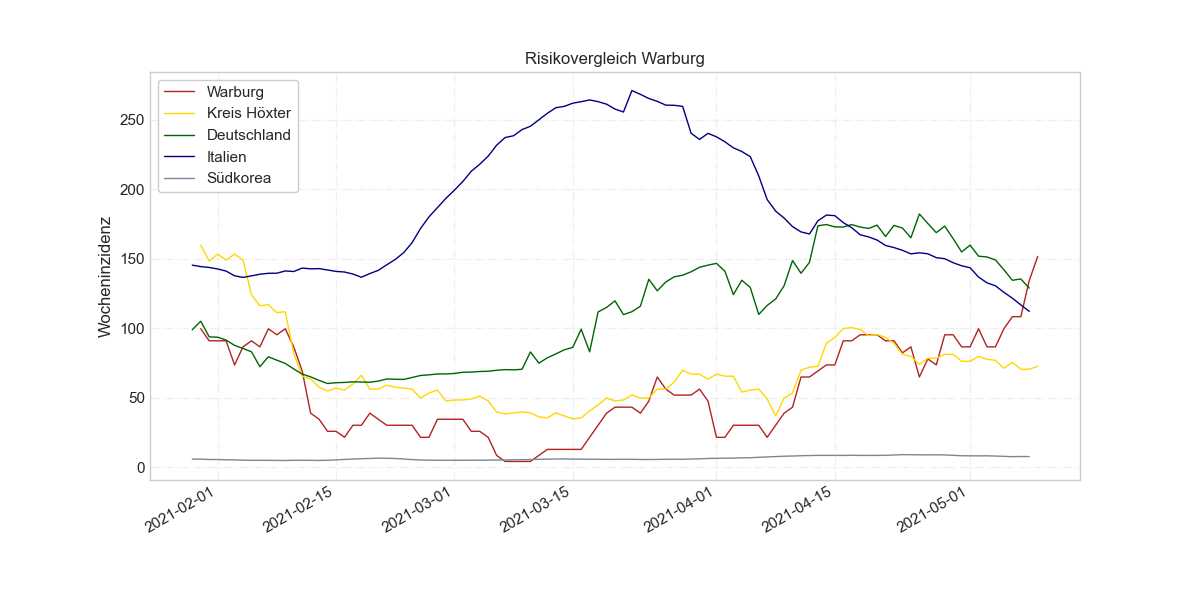 Risikovergleich Warburg
Warburg
Kreis Höxter
Deutschland
Italien
Südkorea
Wocheninzidenz
250
200
150
100
50
0
2021-02-01
2021-02-15
2021-03-01
2021-03-15
2021-04-01
2021-04-15
2021-05-01